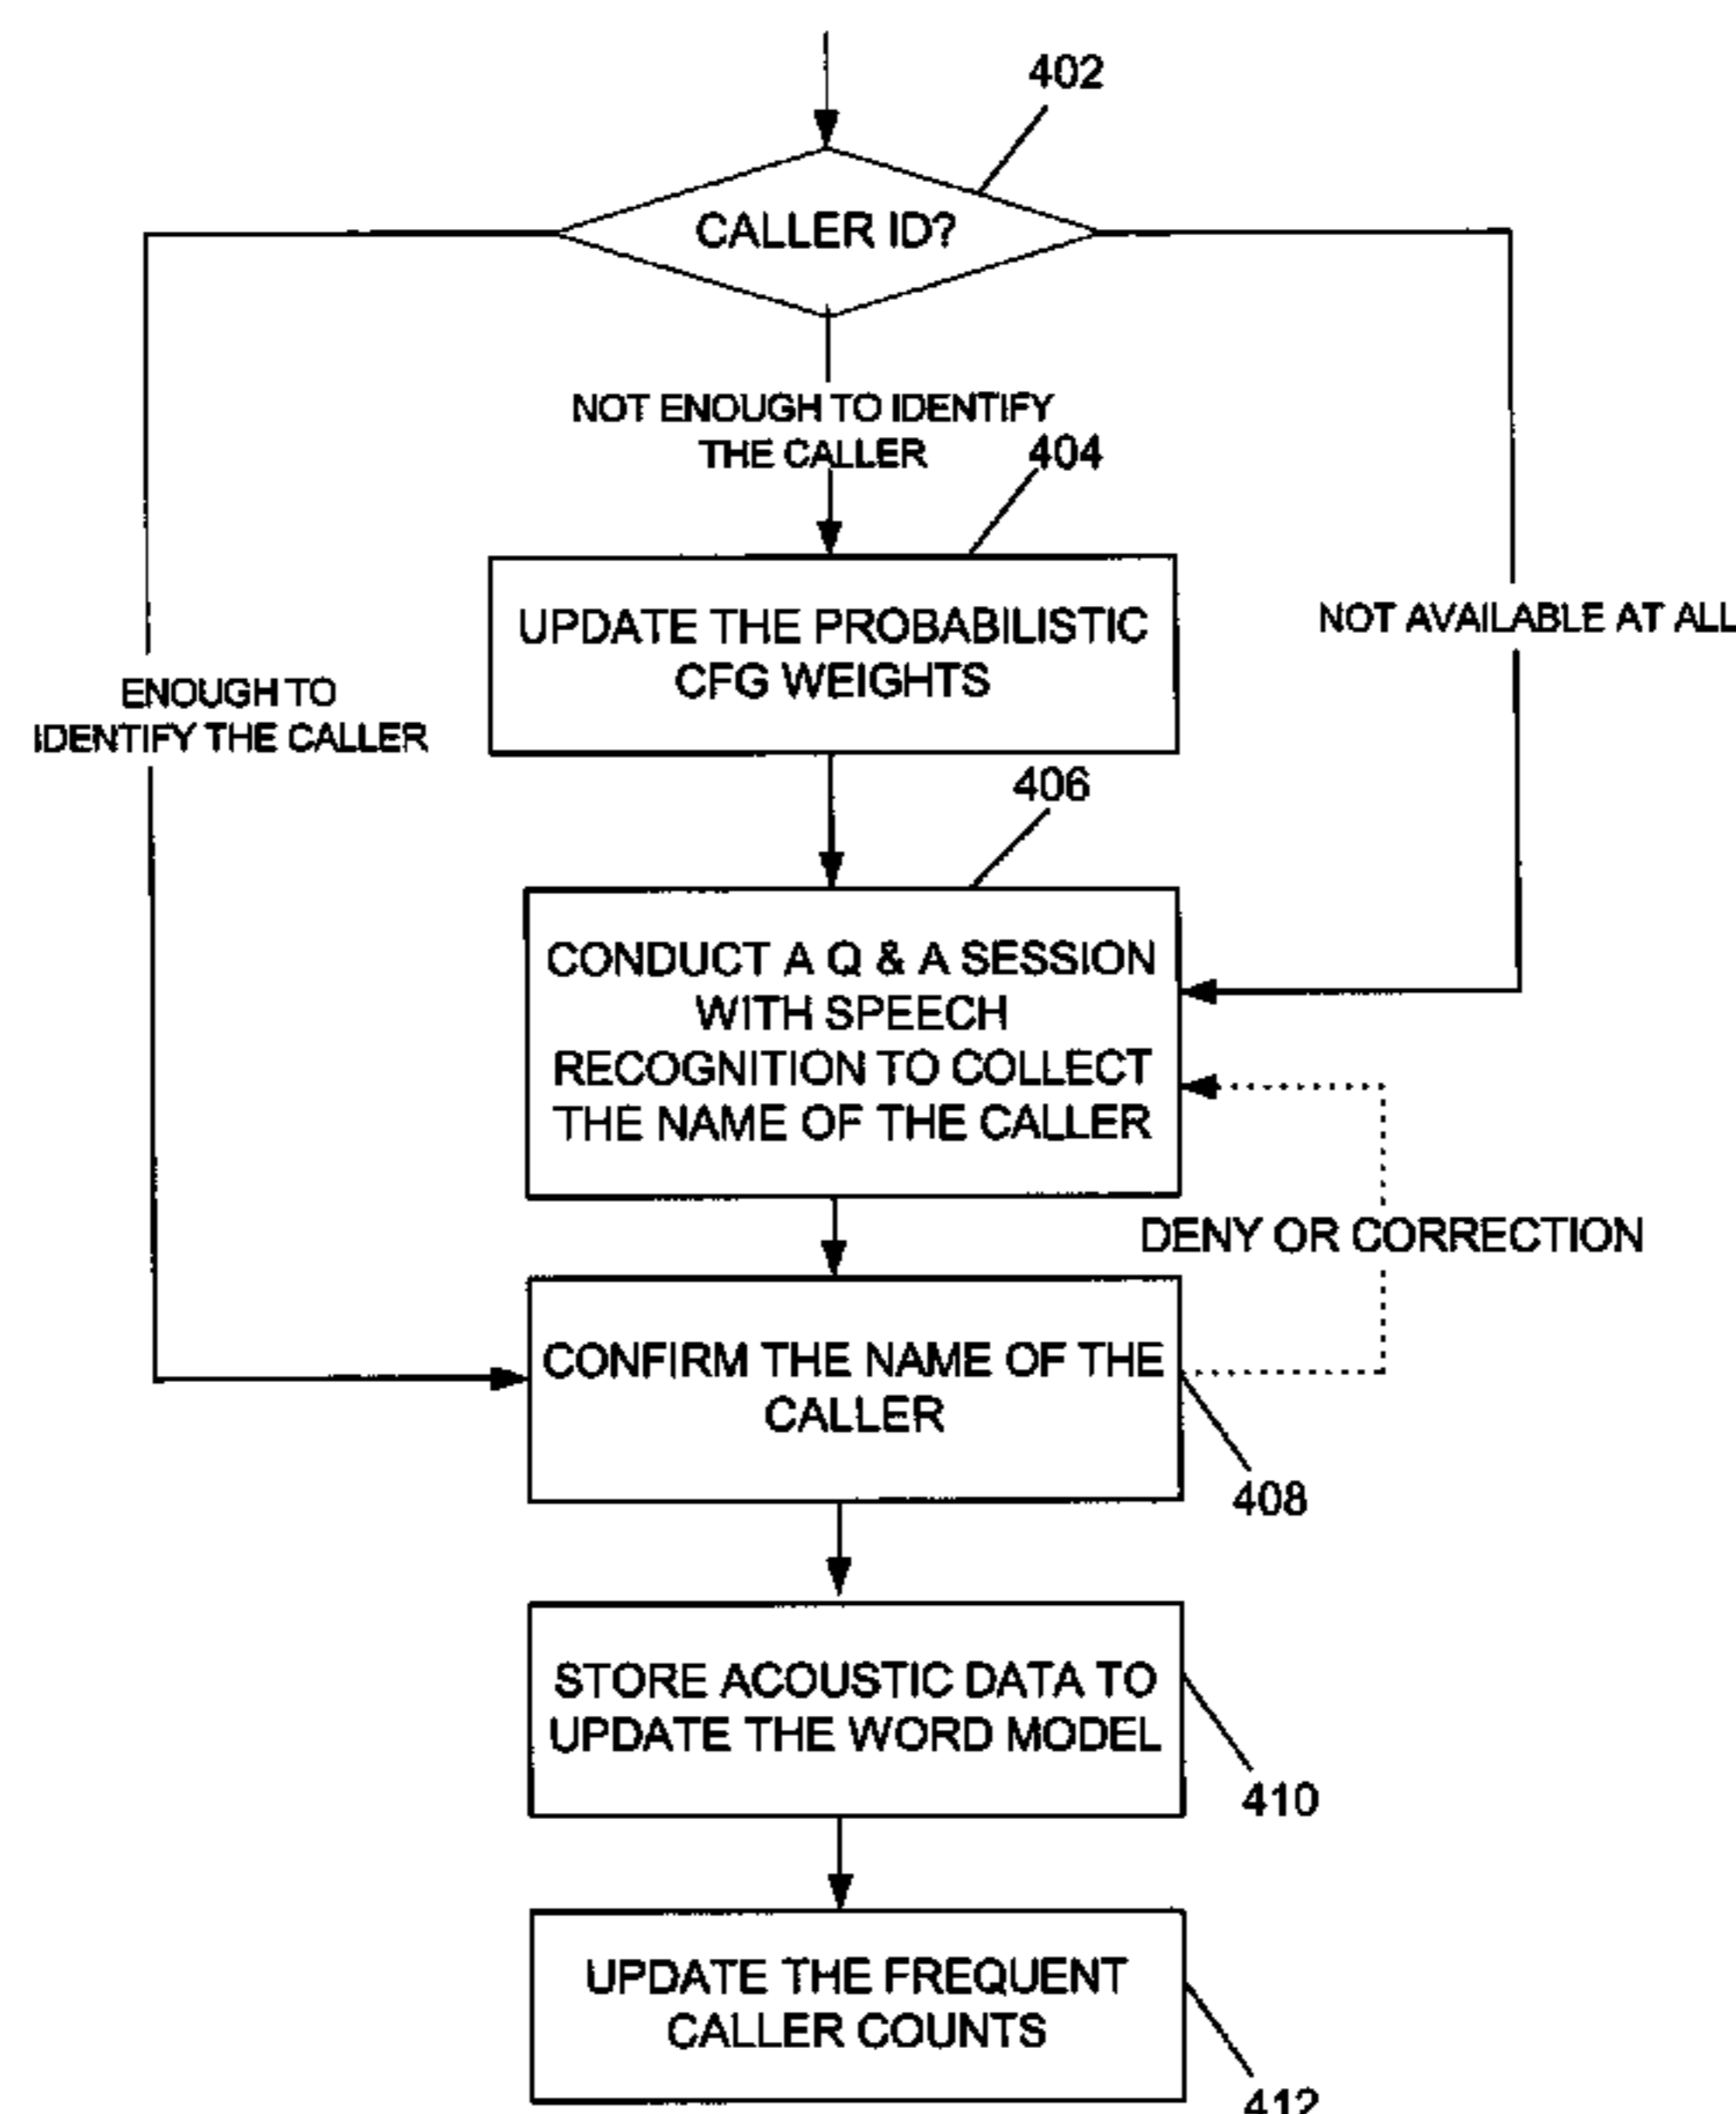 402
CALLER ID?
NOT ENOUGH TO IDENTIFY
THE CALLER
404
UPDATE THE PROBABILISTIC
CFG WEIGHTS
NOT AVAILABLE AT ALL
ENOUGH TO
IDENTIFY THE CALLER
406
CONDUCT A Q & A SESSION
WITH SPEECH
RECOGNITION TO COLLECT
THE NAME OF THE CALLER
DENY OR CORRECTION
CONFIRM THE NAME OF THE
CALLER
408
STORE ACOUSTIC DATA TO
UPDATE THE WORD MODEL
410
UPDATE THE FREQUENT
CALLER COUNTS
412